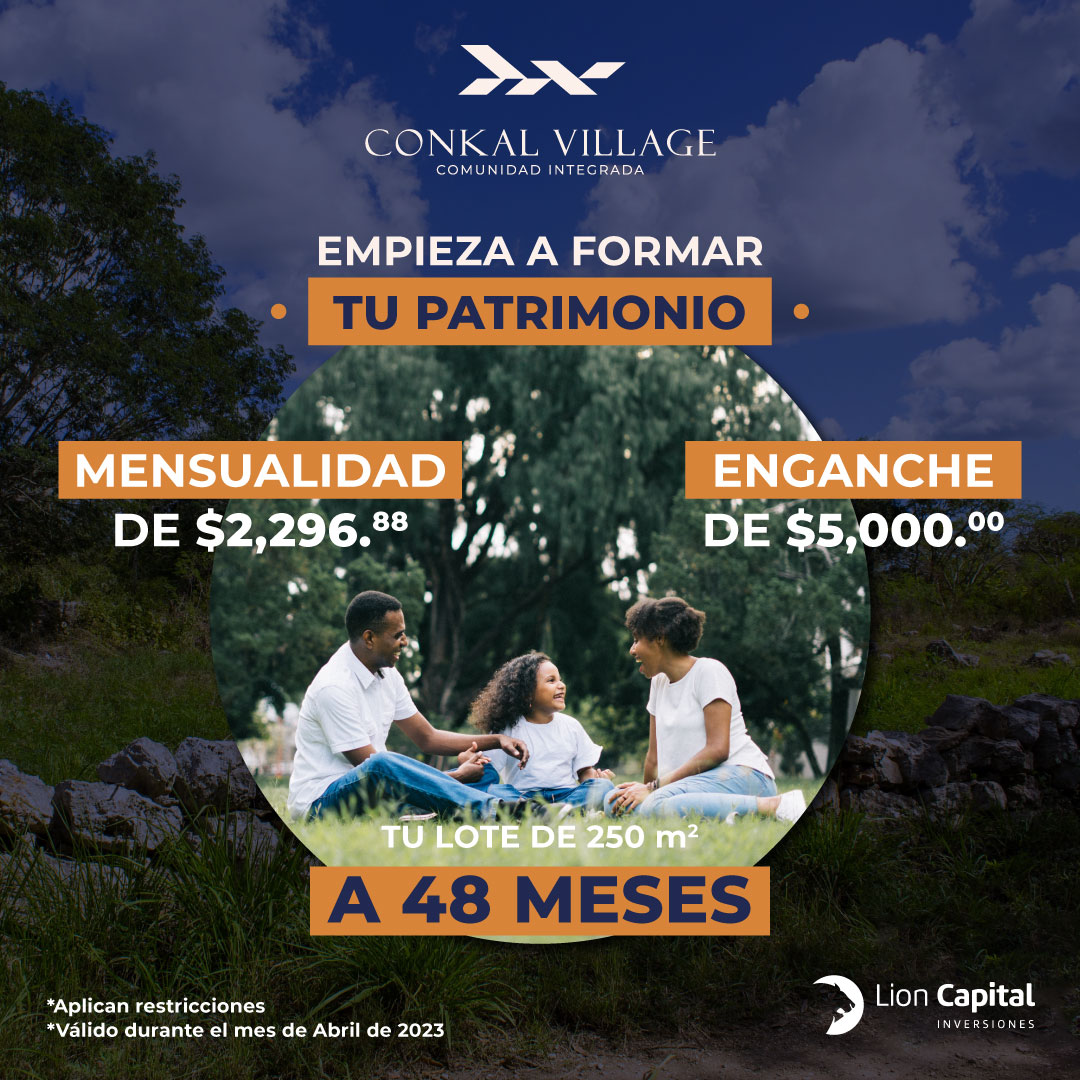 CONKAL VILLAGE
COMUNIDAD INTEGRADA
EMPIEZA A FORMAR
TU PATRIMONIO
MENSUALIDAD
DE $2,296.88
ENGANCHE
DE $5,000.00
TU LOTE DE 250 m²
A 48 MESES
*Aplican restricciones
*Válido durante el mes de Abril de 2023
Lion Capital
INVERSIONES